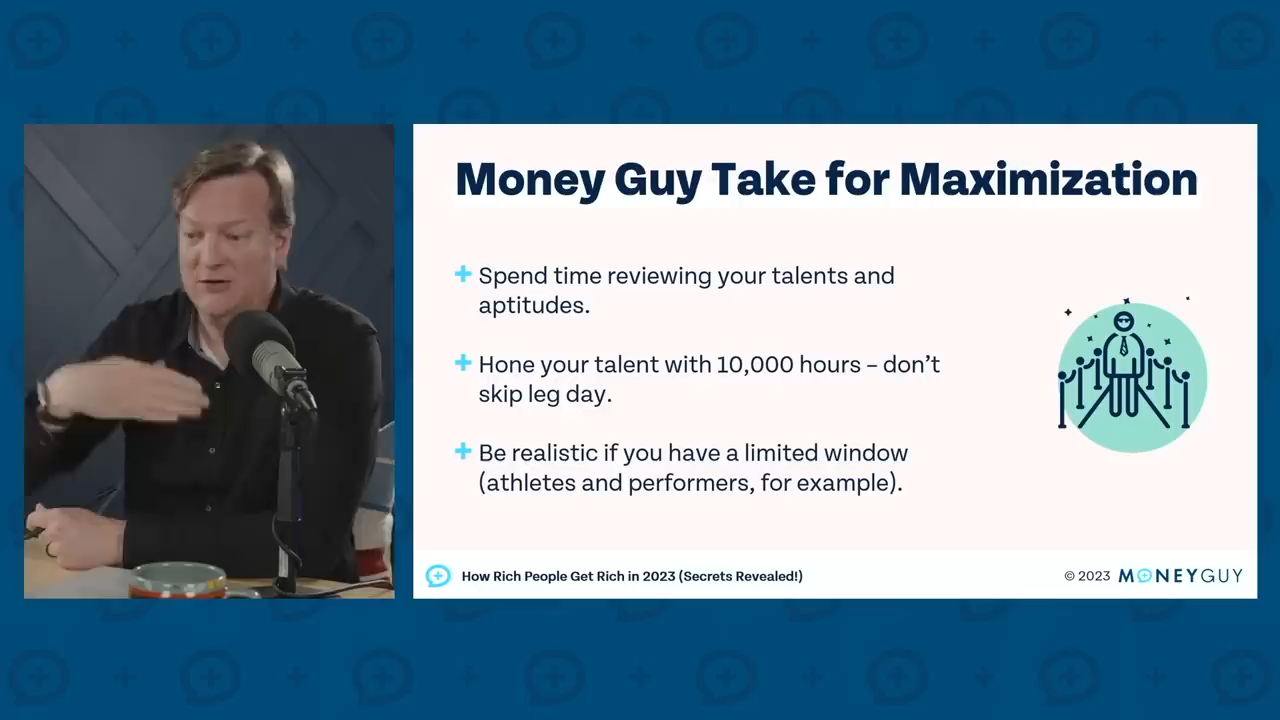 Money Guy Take for Maximization
Spend time reviewing your talents and
aptitudes.
Hone your talent with 10,000 hours – don’t
skip leg day.
Be realistic if you have a limited window
(athletes and performers, for example).
How Rich People Get Rich in 2023 (Secrets Revealed!)
© 2023 MONEYGUY